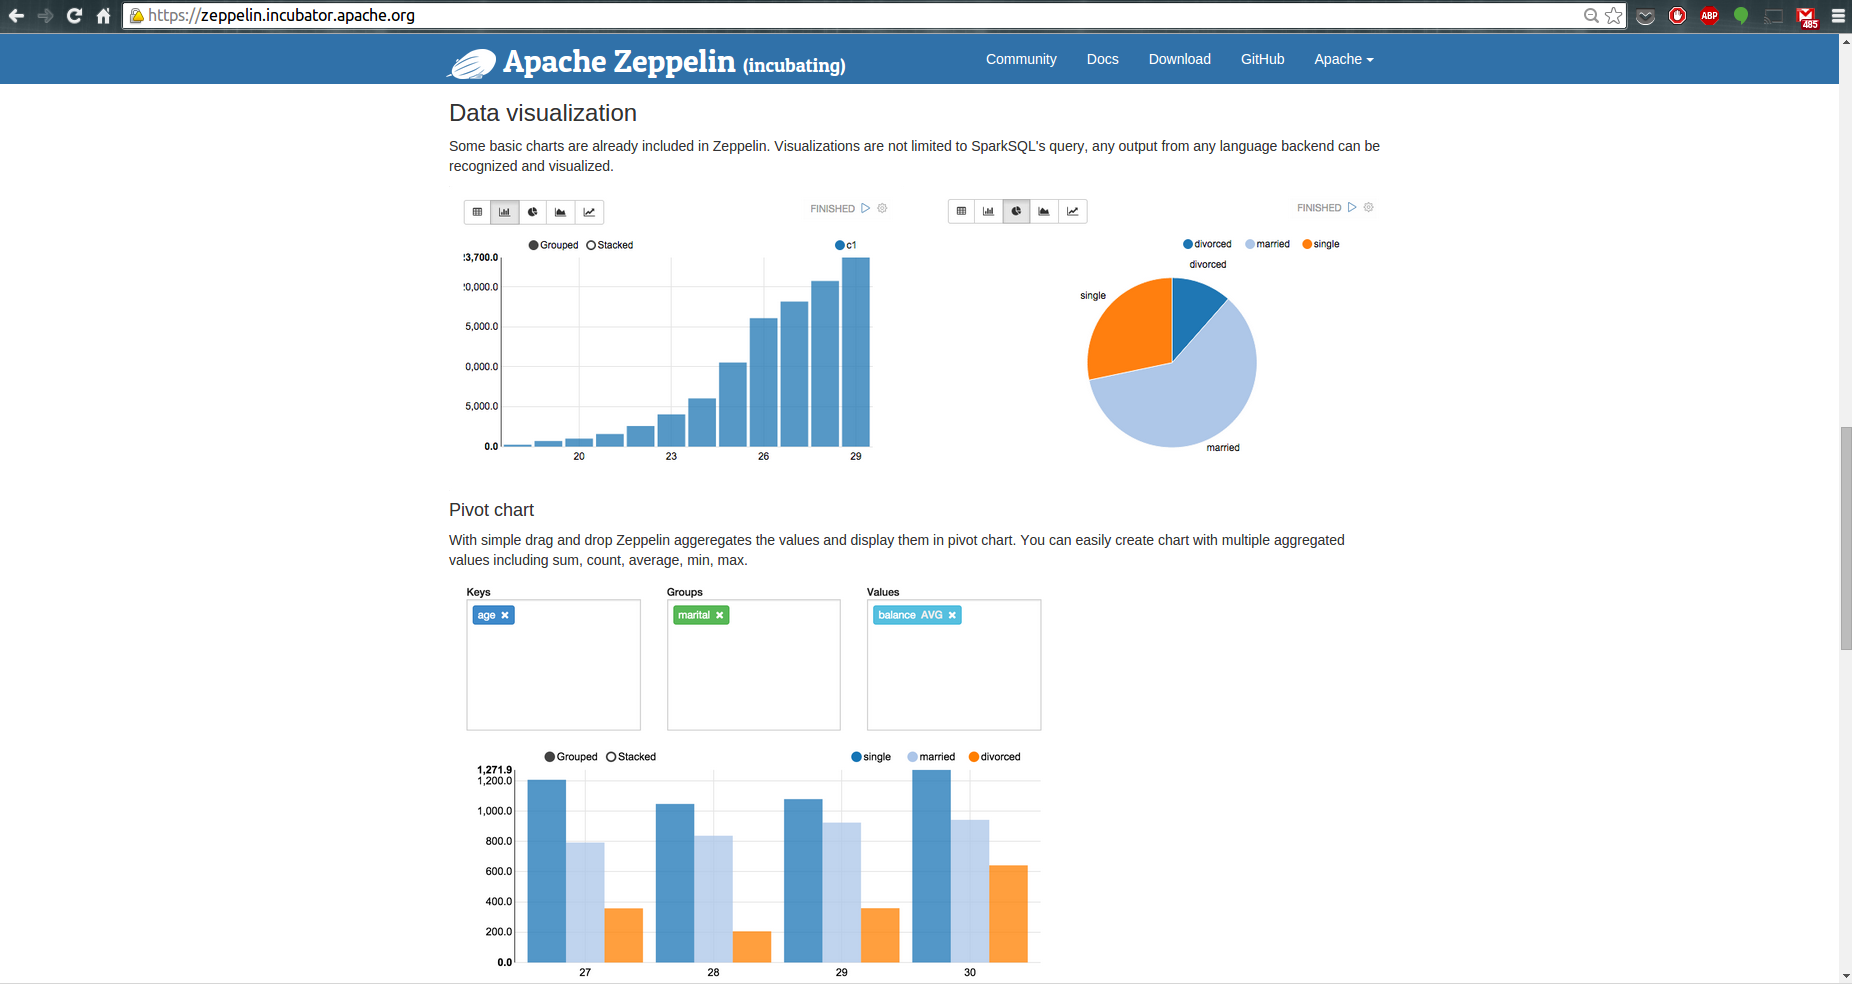 https://zeppelin.incubator.apache.org
ABP
485
Apache Zeppelin (incubating)
Community Docs Download GitHub Apache
Data visualization
Some basic charts are already included in Zeppelin. Visualizations are not limited to SparkSQL's query, any output from any language backend can be
recognized and visualized.
FINISHED
FINISHED
Grouped Stacked c1
3,700.0
0,000.0
5,000.0
0,000.0
5,000.0
0.0
20 23 26 29
divorced married single
divorced
single
married
Pivot chart
With simple drag and drop Zeppelin aggeregates the values and display them in pivot chart. You can easily create chart with multiple aggregated
values including sum, count, average, min, max.
Keys Groups Values
age × marital × balance AVG ×
Grouped Stacked single married divorced
1,271.9
1,200.0
1,000.0
800.0
600.0
400.0
200.0
0.0
27 28 29 30